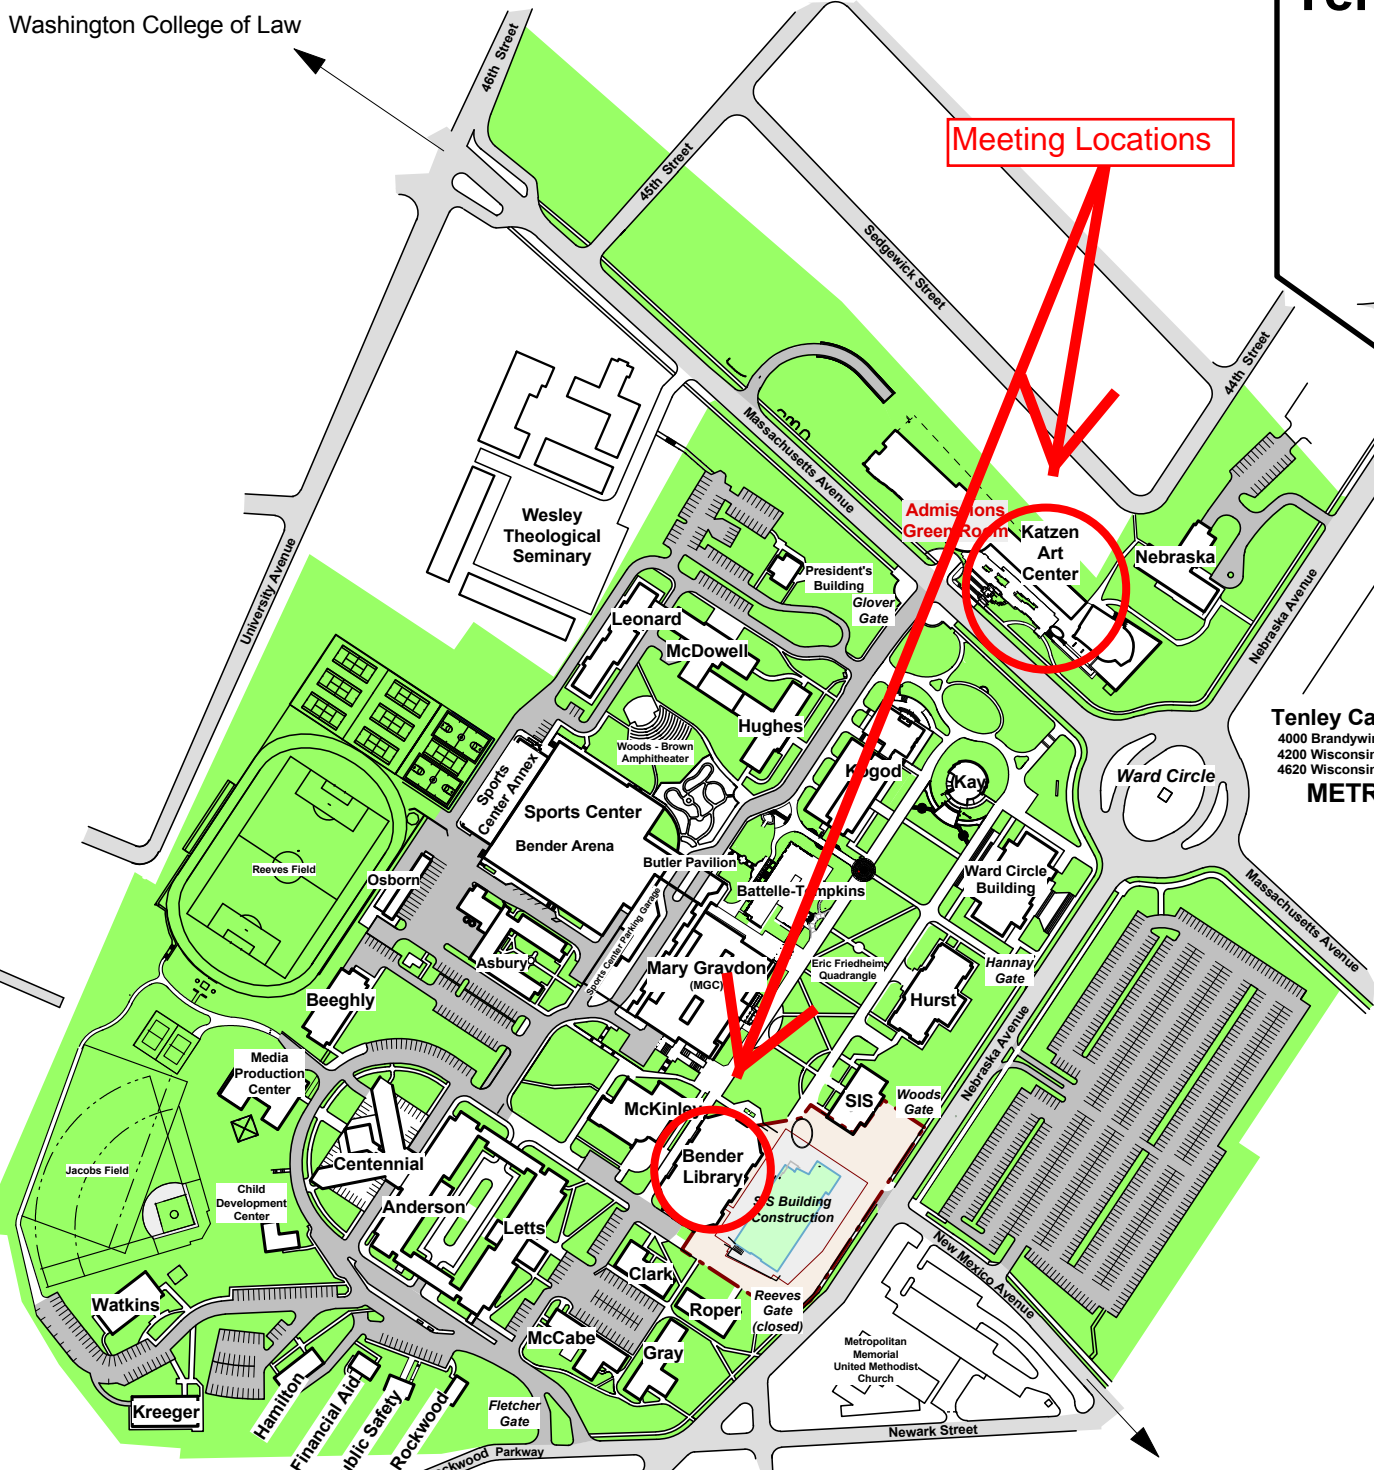 Washington College of Law
46th Street
45th Street
Meeting Locations
Sedgewick Street
44th Street
Massachusetts Avenue
Wesley
Theological
Seminary
Admissions
Green Room
Katzen
Art
Center
Nebraska
University Avenue
President's
Building
Glover
Gate
Nebraska Avenue
Leonard
McDowell
Hughes
Woods - Brown
Amphitheater
Sports
Center Annex
Kogod
Kay
Ward Circle
Tenley
4000
4200
4620
Sports Center
Bender Arena
Butler Pavilion
Battelle-Tompkins
Ward Circle
Building
Reeves Field
Osborn
Sports Center Parking Garage
Massachusetts Avenue
Asbury
Mary Graydon
(MGC)
Eric Friedheim
Quadrangle
Hannay
Gate
Beeghly
Hurst
Nebraska Avenue
Media
Production
Center
McKinley
SIS
Woods
Gate
Jacobs Field
Centennial
Bender
Library
Child
Development
Center
Anderson
Letts
SIS Building
Construction
New Mexico Avenue
Clark
Watkins
Roper
Reeves
Gate
(closed)
McCabe
Gray
Metropolitan
Memorial
United Methodist
Church
Kreeger
Hamilton
Financial Aid
Rockwood
Fletcher
Gate
Newark Street
Parkway